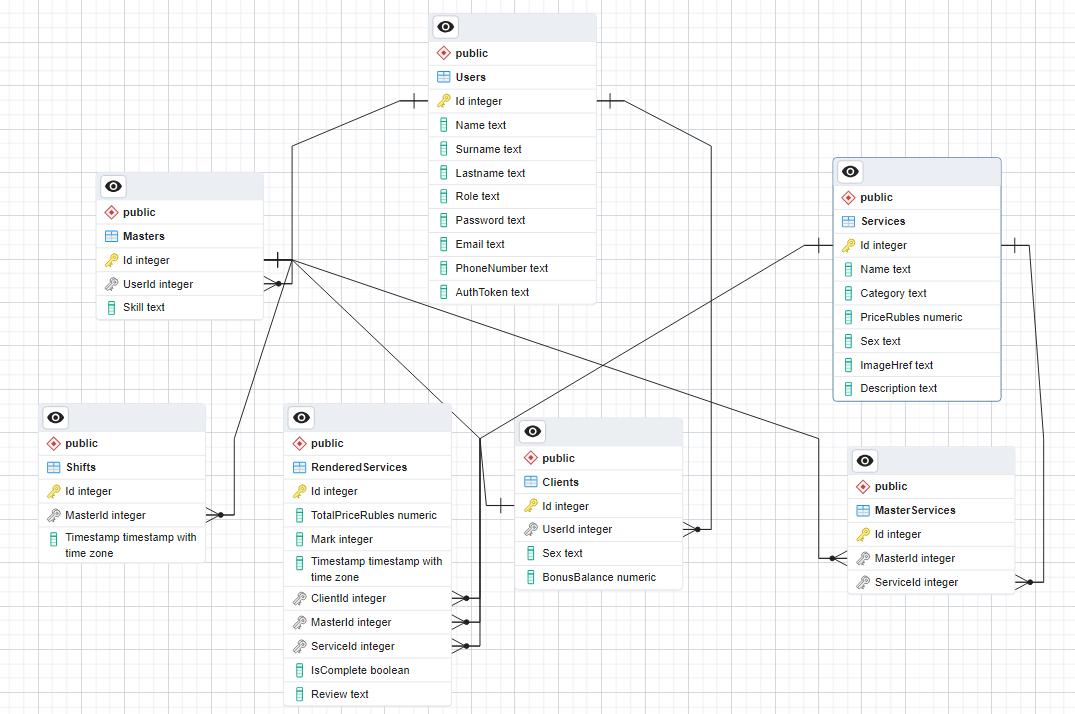 public
Users
Id integer
Name text
Surname text
Lastname text
Role text
Password text
Email text
PhoneNumber text
AuthToken text
public
Masters
Id integer
UserId integer
Skill text
public
Services
Id integer
Name text
Category text
PriceRubles numeric
Sex text
ImageHref text
Description text
public
Shifts
Id integer
MasterId integer
Timestamp timestamp with
time zone
public
RenderedServices
Id integer
TotalPriceRubles numeric
Mark integer
Timestamp timestamp with
time zone
ClientId integer
MasterId integer
ServiceId integer
IsComplete boolean
Review text
public
Clients
Id integer
UserId integer
Sex text
BonusBalance numeric
public
MasterServices
Id integer
MasterId integer
ServiceId integer